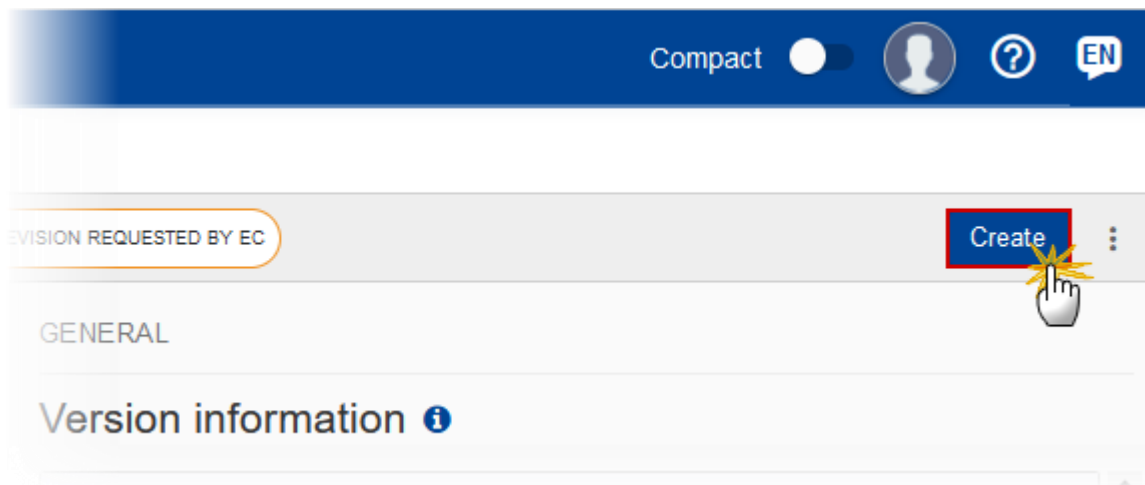 Compact EN
EVISION REQUESTED BY EC Create
GENERAL
Version information